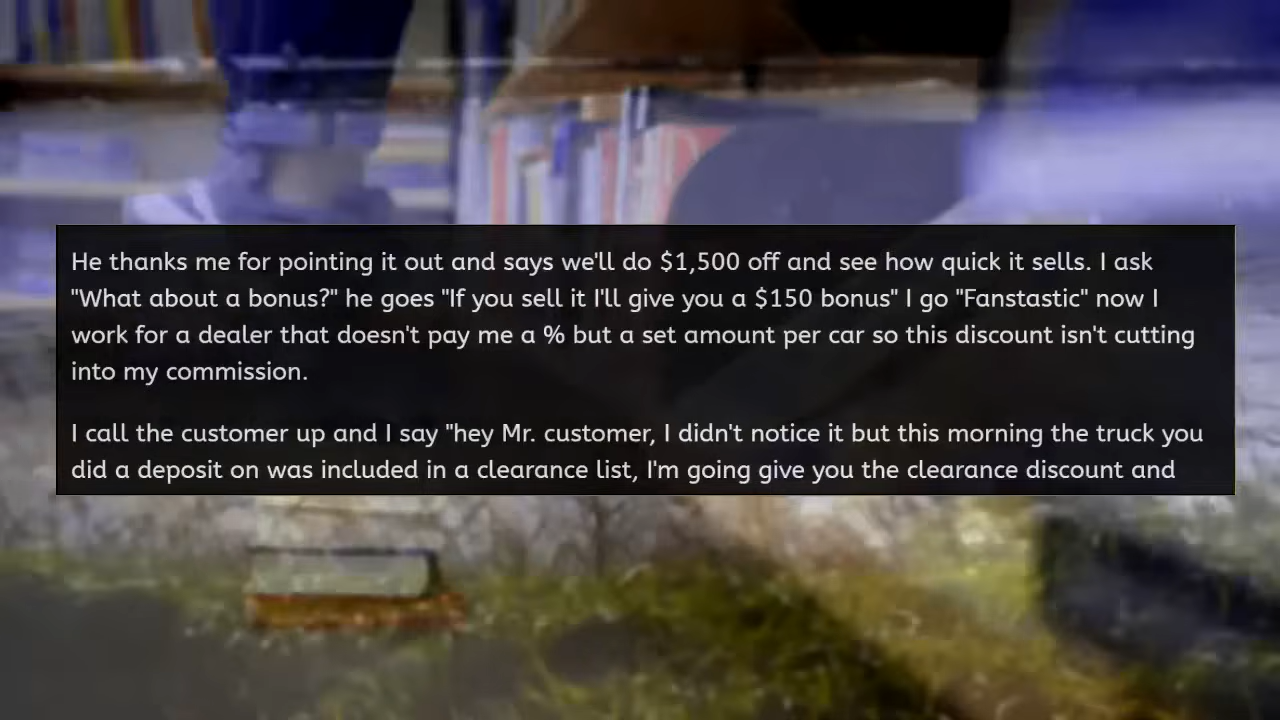 He thanks me for pointing it out and says we'll do $1,500 off and see how quick it sells. I ask
"What about a bonus?" he goes "If you sell it I'll give you a $150 bonus" I go "Fanstastic" now I
work for a dealer that doesn't pay me a % but a set amount per car so this discount isn't cutting
into my commission.
I call the customer up and I say "hey Mr. customer, I didn't notice it but this morning the truck you
did a deposit on was included in a clearance list, I'm going give you the clearance discount and